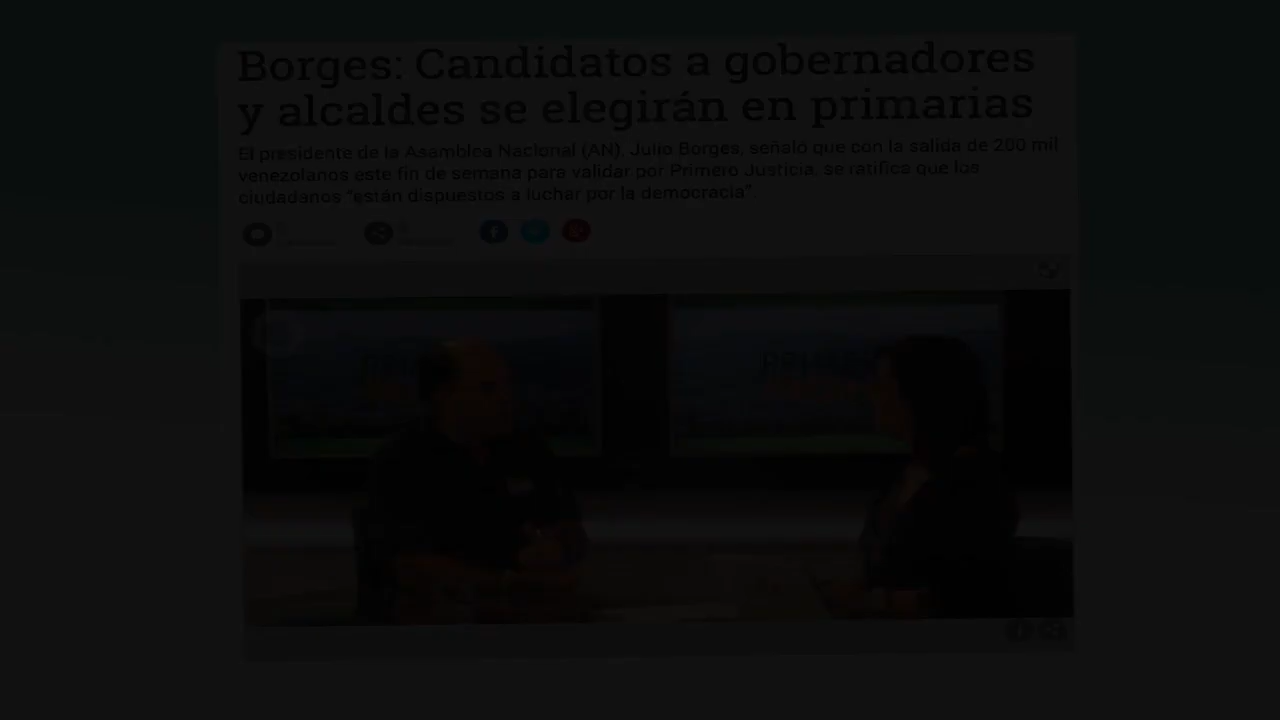 Borges: Candidatos a gobernadores
y alcaldes se elegirán en primarias
El presidente de la Asamblea Nacional (AN), Julio Borges, señaló que con la salida de 200 mil
venezolanos este fin de semana para validar por Primero Justicia, se ratifica que los
ciudadanos "están dispuestos a luchar por la democracia".